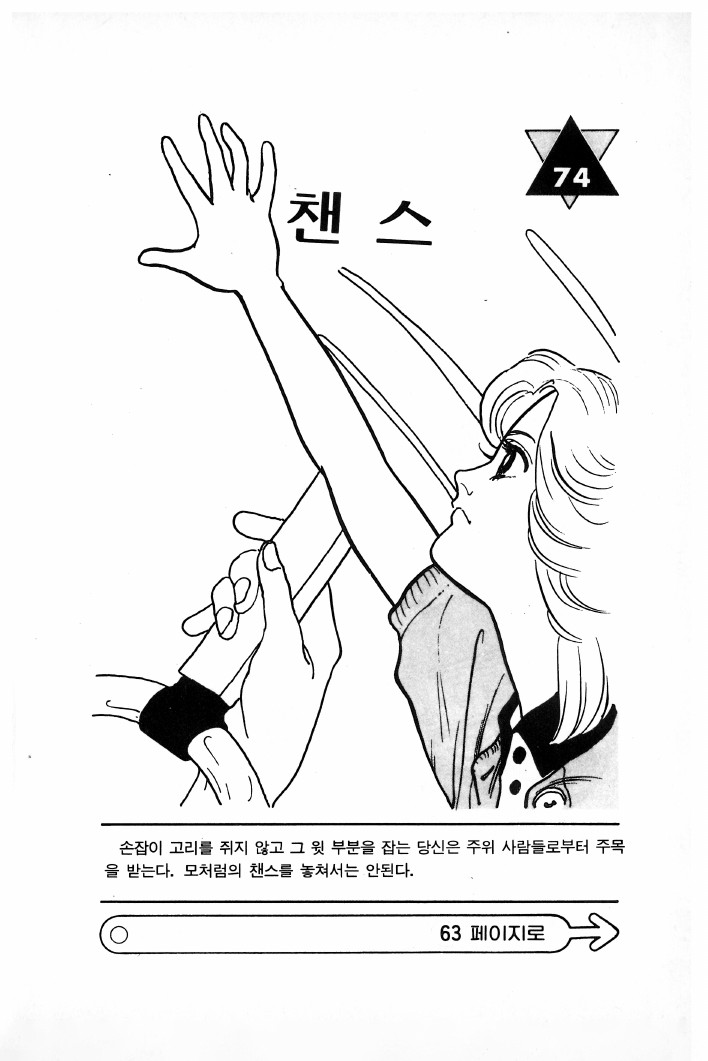 74
챈 스
손잡이 고리를 쥐지 않고 그 윗 부분을 잡는 당신은 주위 사람들로부터 주목
을 받는다. 모처럼의 챈스를 놓쳐서는 안된다.
63 페이지로